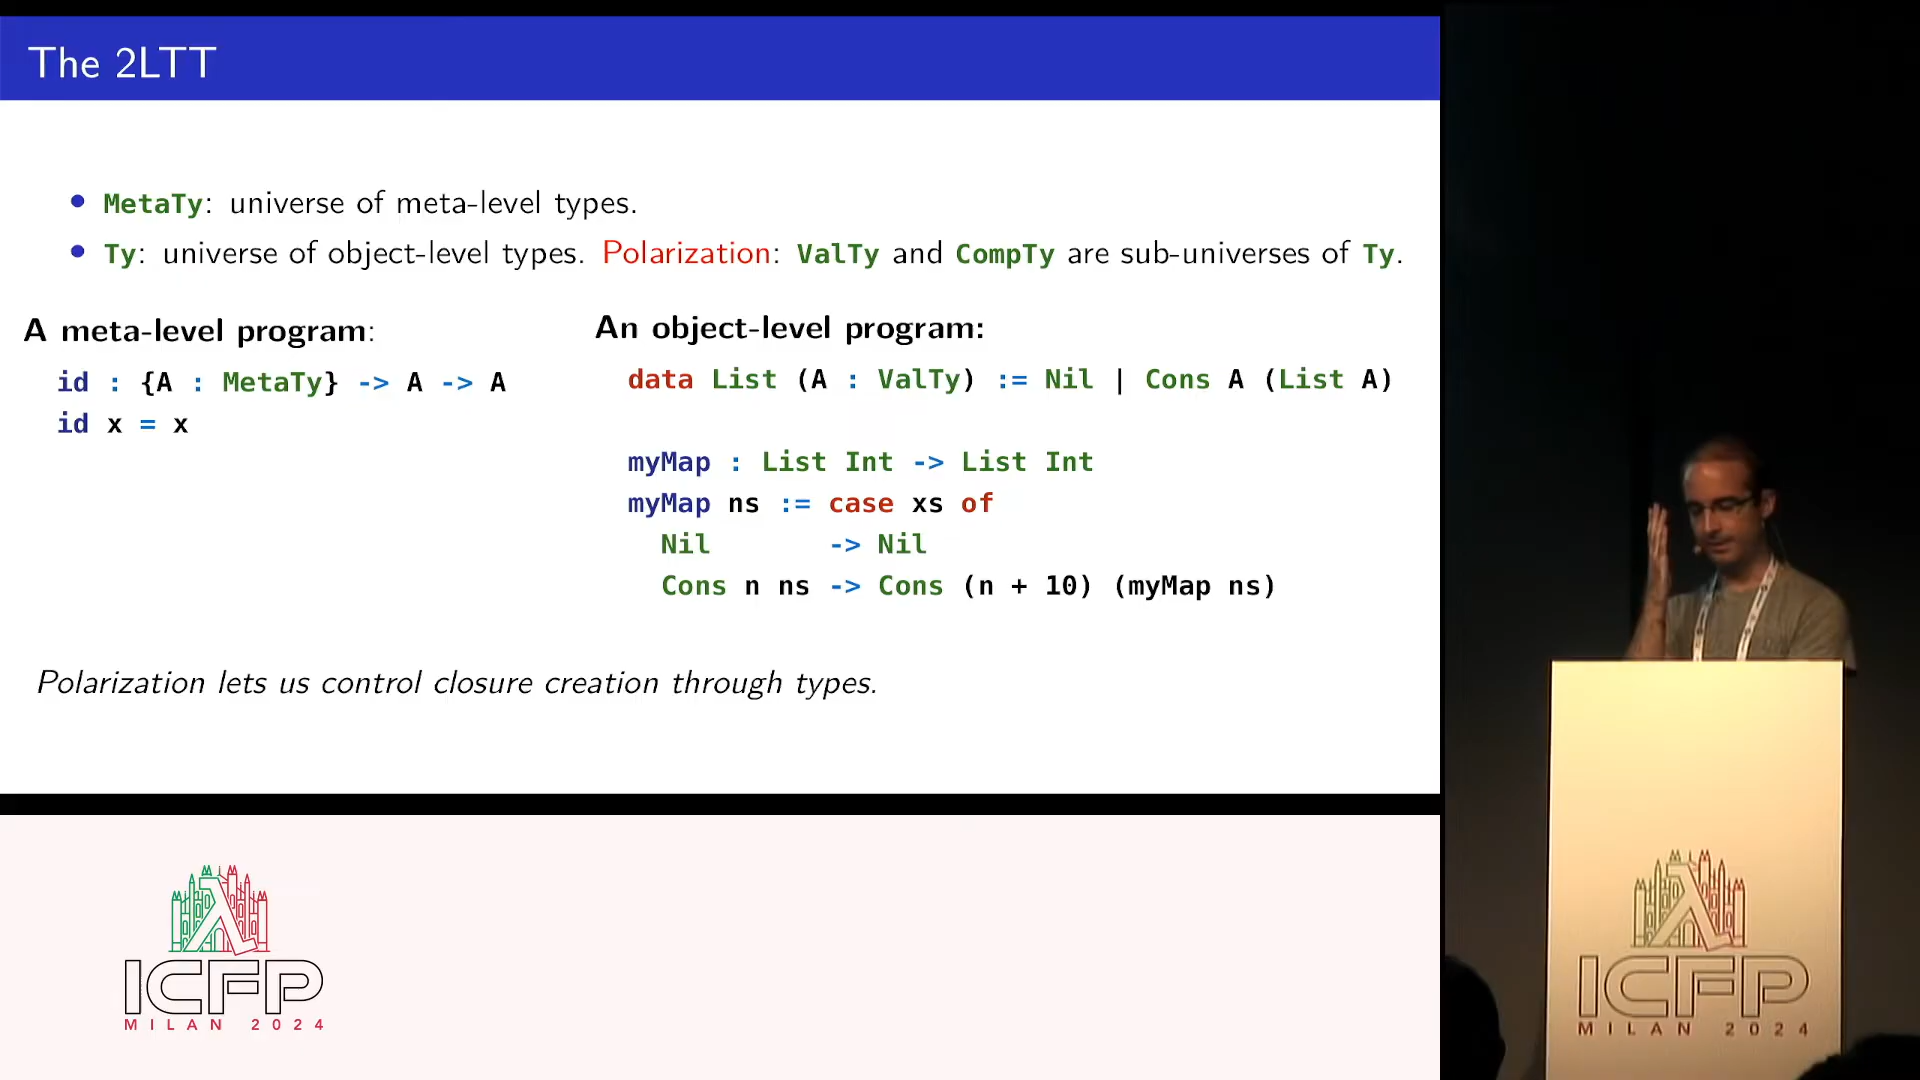 The 2LTT
• MetaTy: universe of meta-level types.
• Ty: universe of object-level types. Polarization: ValTy and CompTy are sub-universes of Ty.
A meta-level program:
id : {A : MetaTy} -> A -> A
id x = x
An object-level program:
data List (A : ValTy) := Nil | Cons A (List A)
myMap : List Int -> List Int
myMap ns := case xs of
Nil -> Nil
Cons n ns -> Cons (n + 10) (myMap ns)
Polarization lets us control closure creation through types.
ICFP
MILAN 2024
ICFP
MILAN 2024